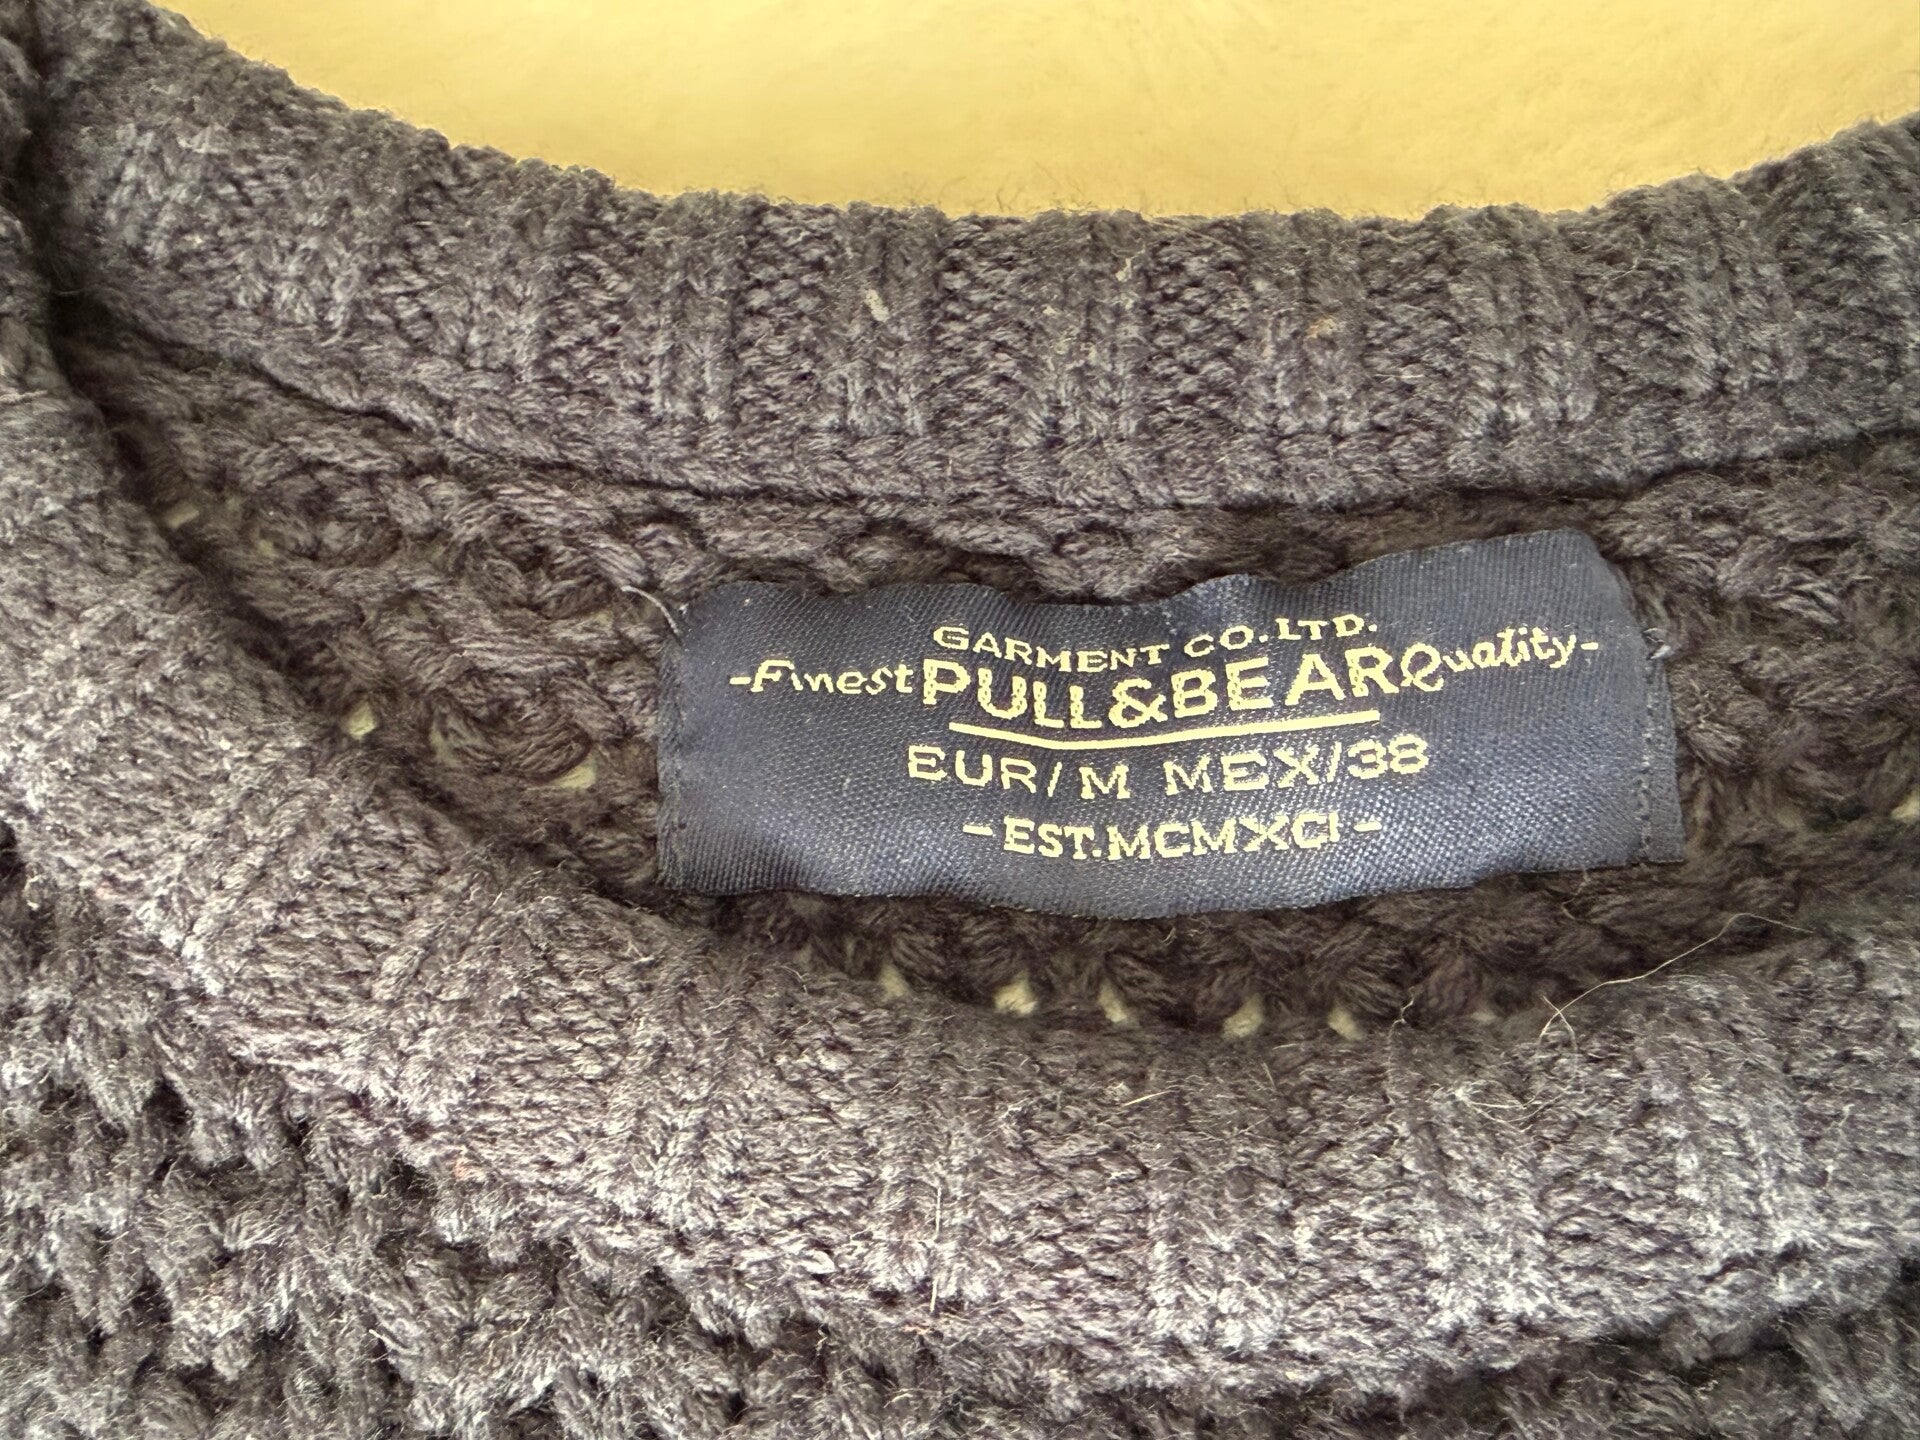 GARMENT CO. LTD.
-Finest PULL&BEAR Quality-
EUR/ M MEX/38
- EST. MCMXCI -